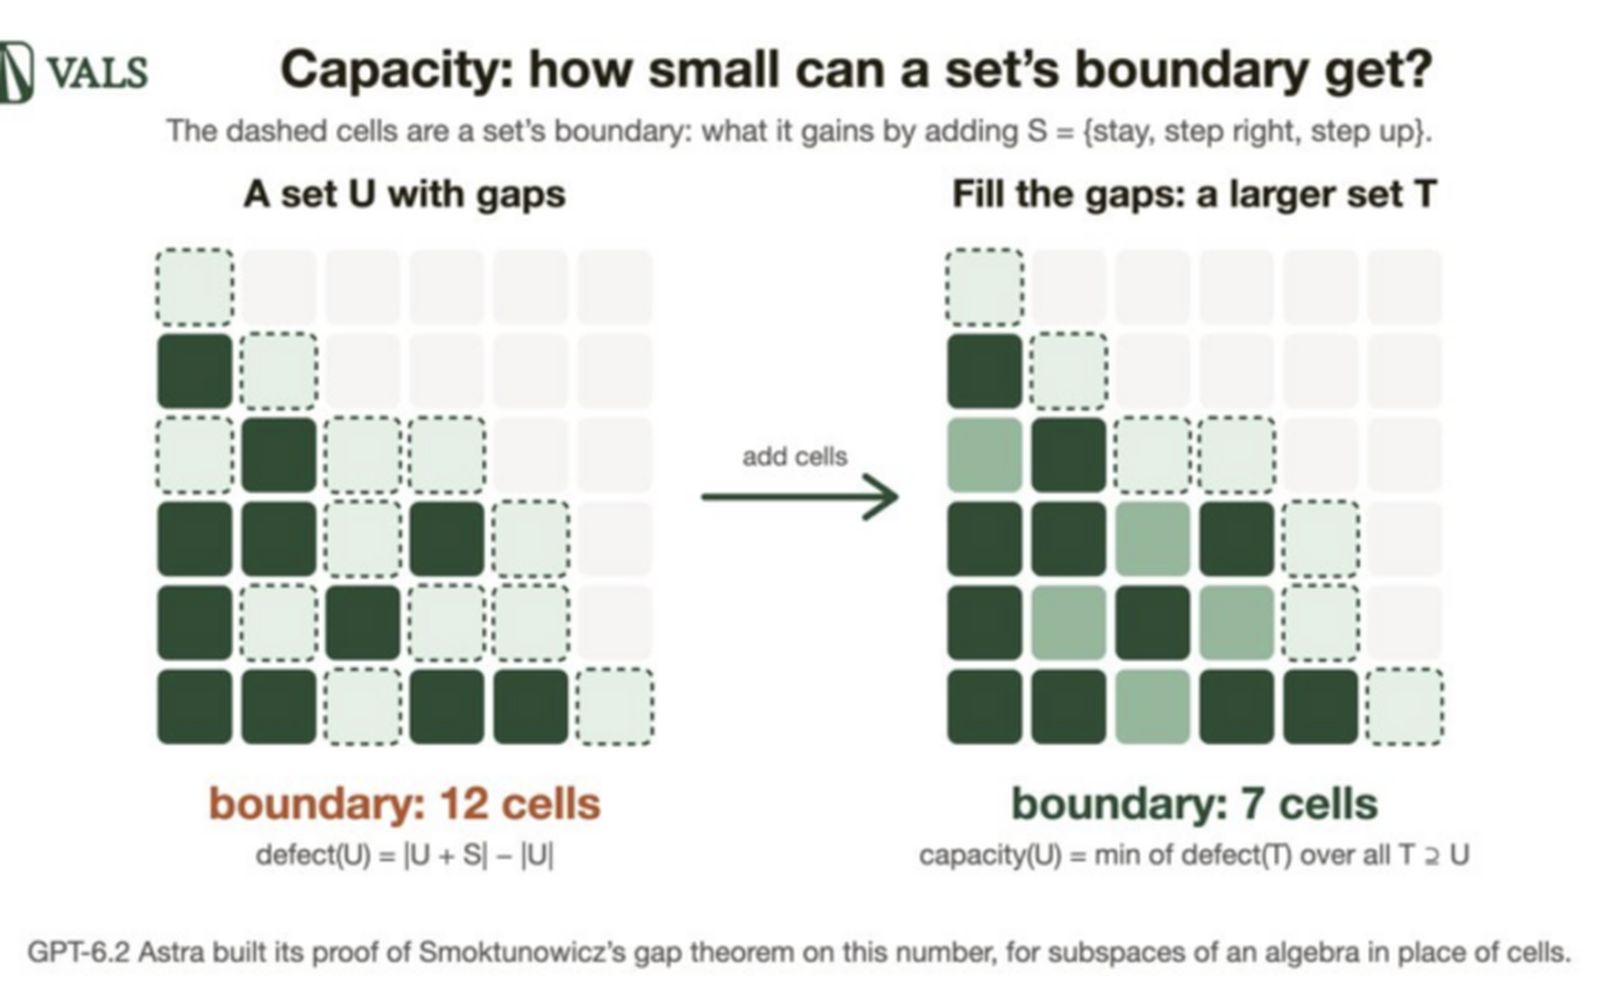 VALS
Capacity: how small can a set’s boundary get?
The dashed cells are a set’s boundary: what it gains by adding S = {stay, step right, step up}.
A set U with gaps
Fill the gaps: a larger set T
add cells
boundary: 12 cells
defect(U) = |U + S| − |U|
boundary: 7 cells
capacity(U) = min of defect(T) over all T ⊇ U
GPT-6.2 Astra built its proof of Smoktunowicz’s gap theorem on this number, for subspaces of an algebra in place of cells.